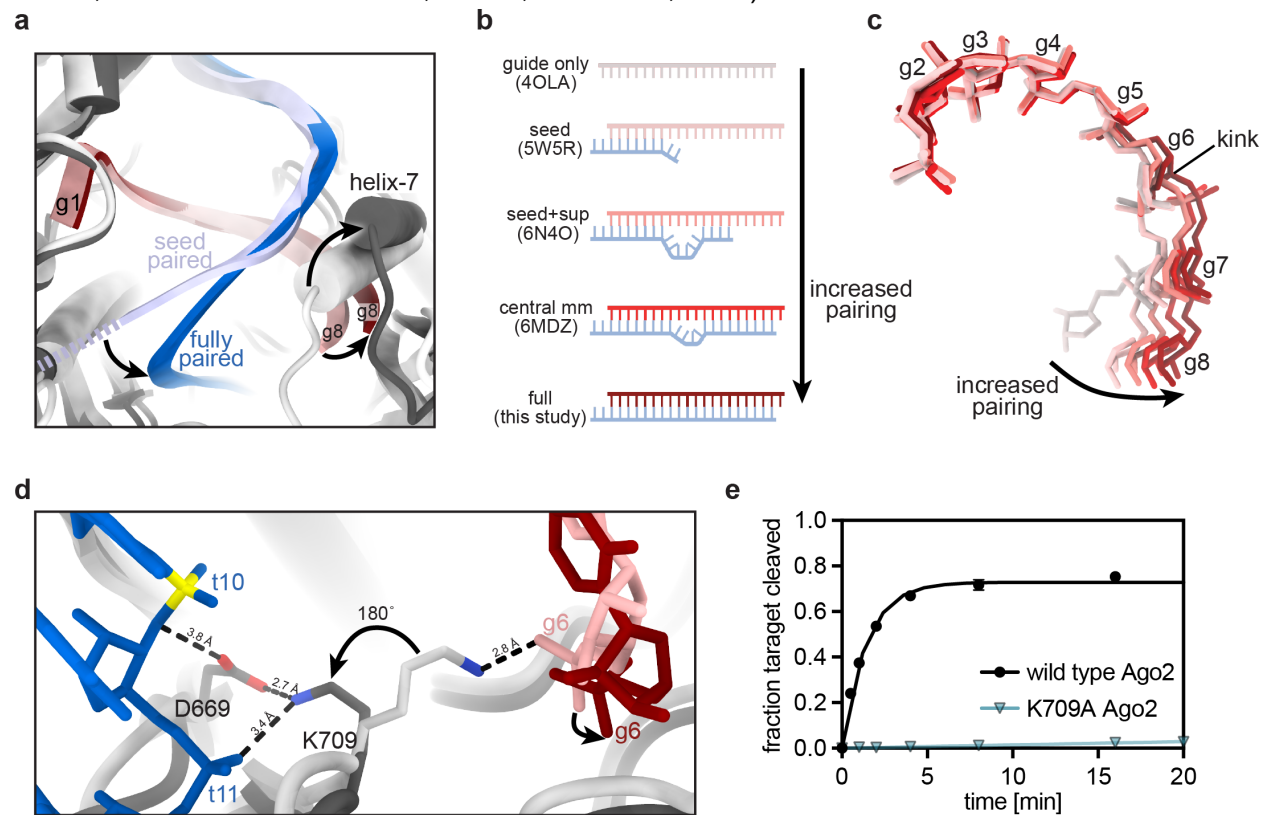 a
g1
seed
paired
fully
paired
helix-7
g8
g8
b
guide only
(4OLA)
seed
(5W5R)
seed+sup
(6N4O)
central mm
(6MDZ)
full
(this study)
increased
pairing
c
g2
g3
g4
g5
g6
kink
g7
g8
increased
pairing
d
t10
3.8 Å
180°
2.8 Å
g6
2.7 Å
D669
3.4 Å
K709
g6
t11
e
fraction taraget cleaved
1.0
0.8
0.6
0.4
0.2
0.0
wild type Ago2
K709A Ago2
0 5 10 15 20
time [min]